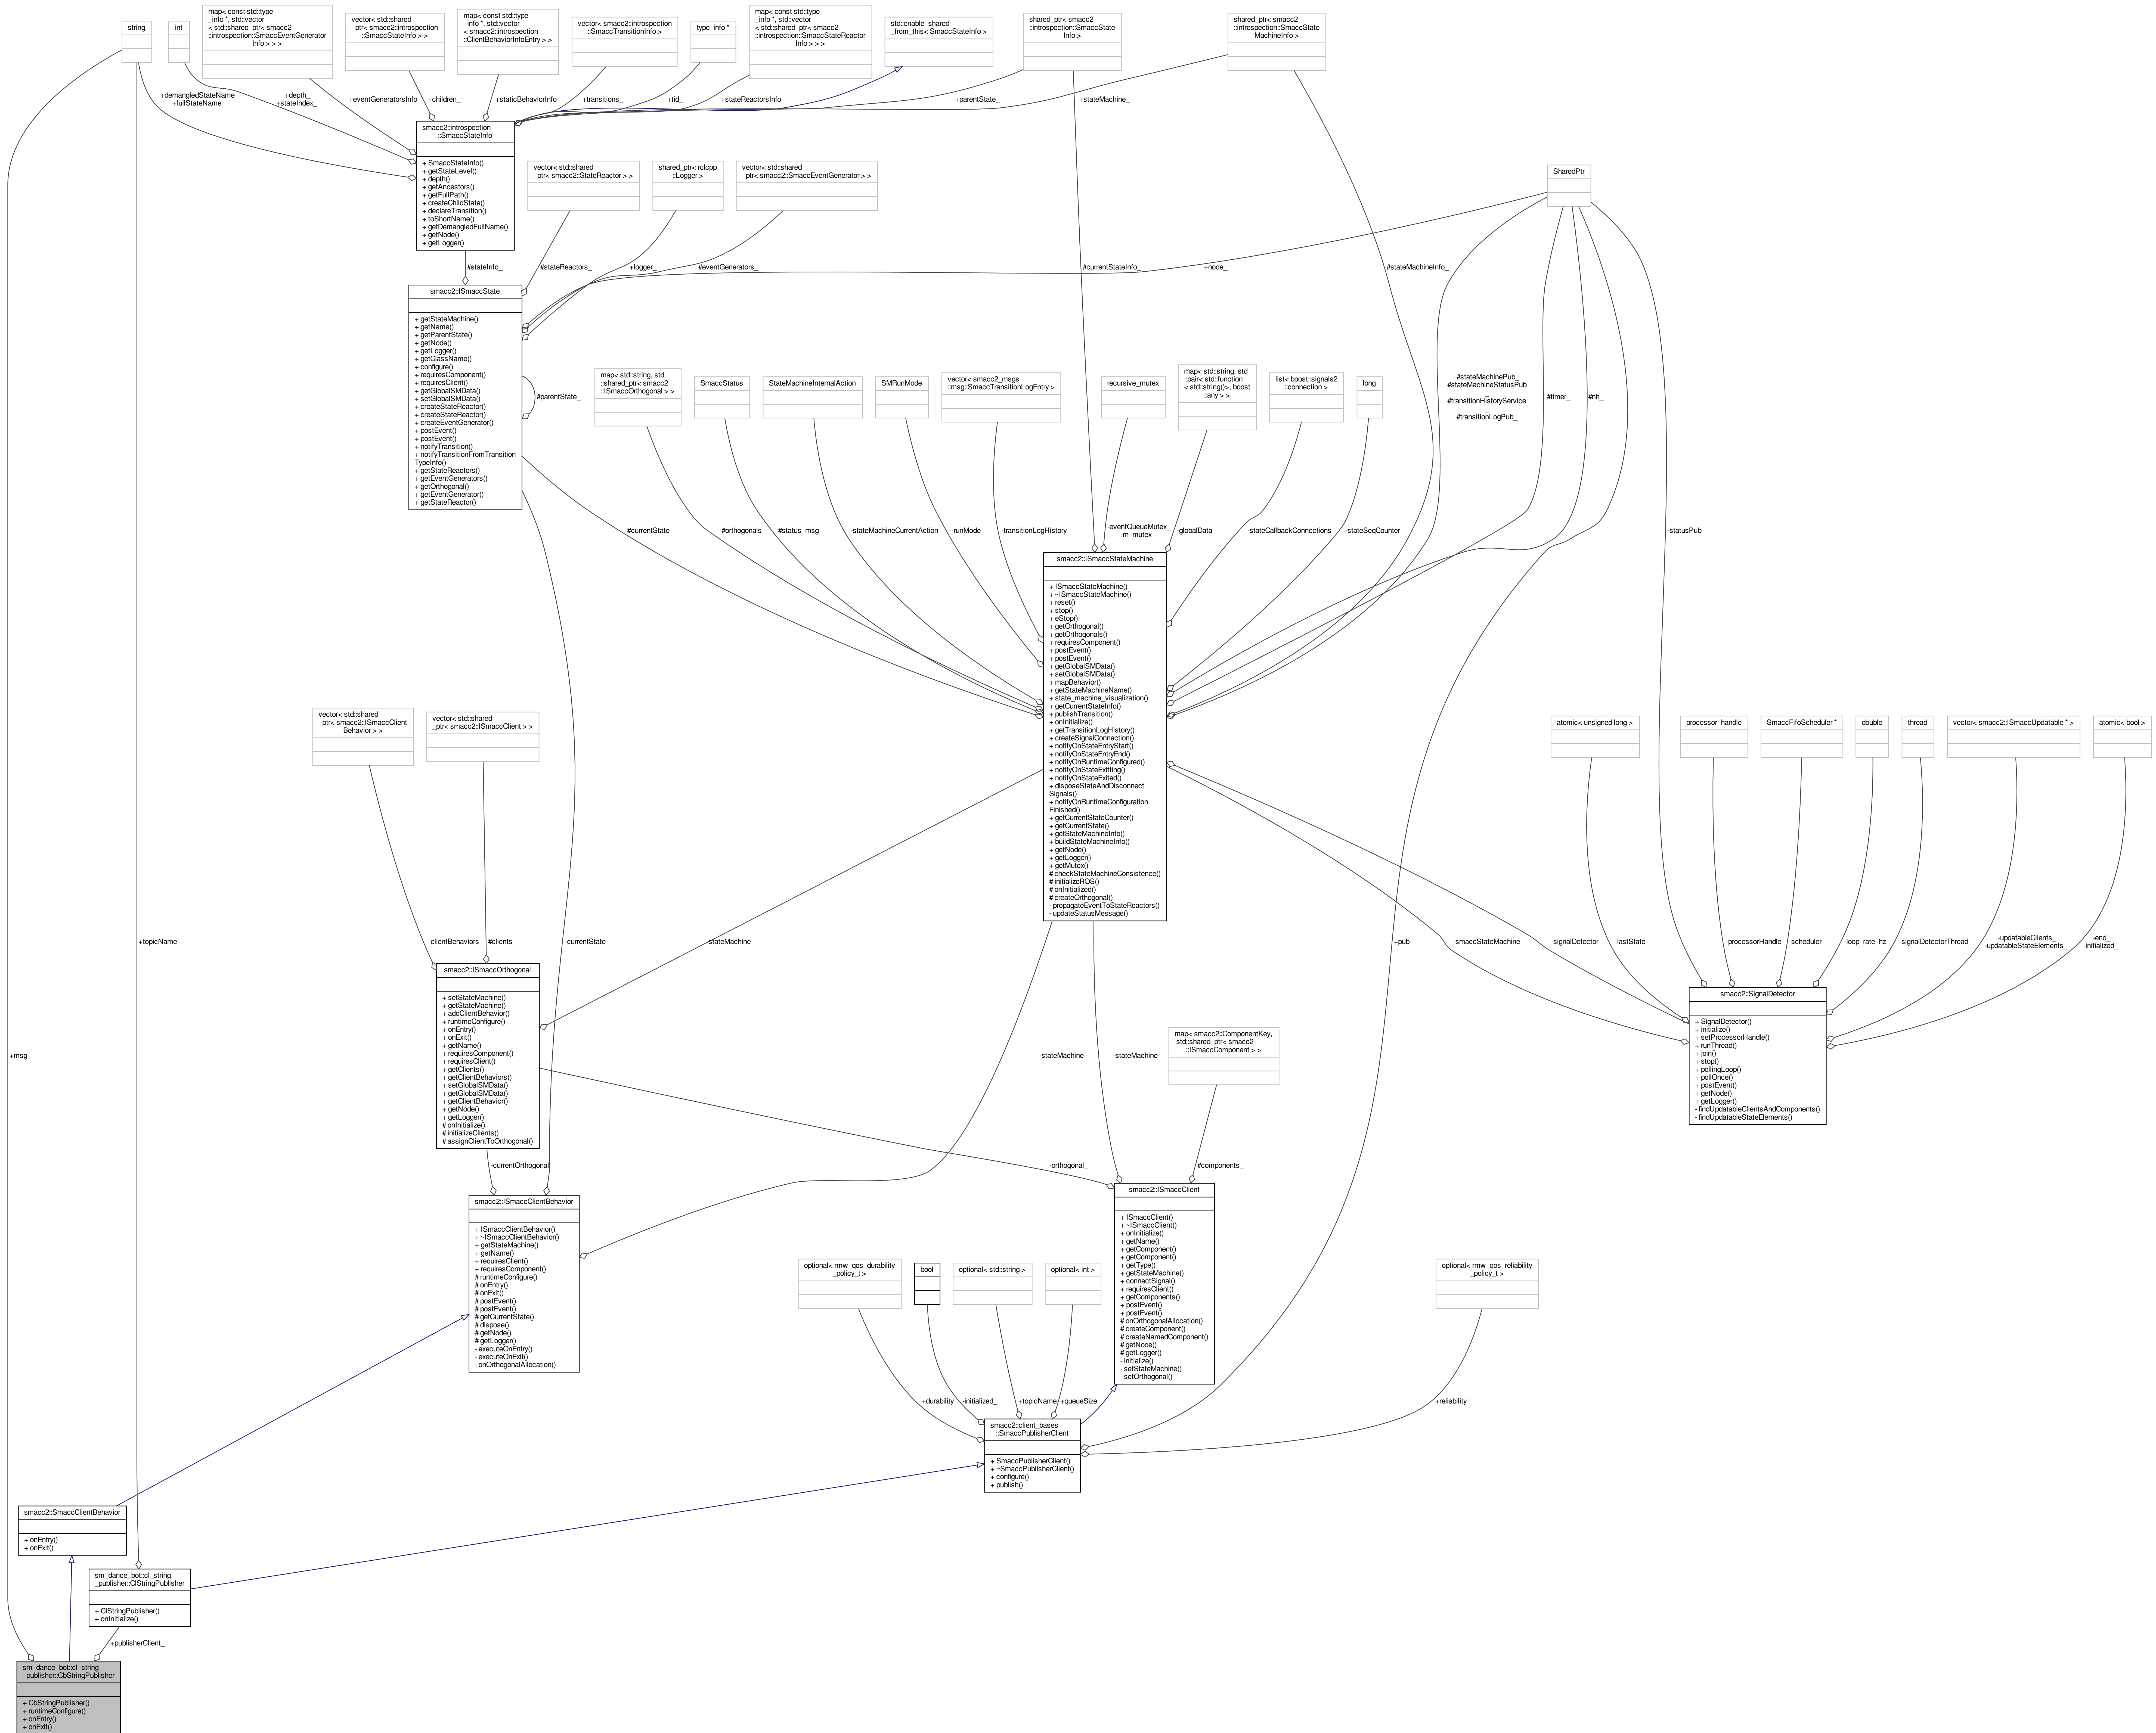 string
int
map< const std::type
_info *, std::vector
< std::shared_ptr< smacc2
::introspection::SmaccEventGenerator
Info > > >
vector< std::shared
_ptr< smacc2::introspection
::SmaccStateInfo > >
map< const std::type
_info *, std::vector
< smacc2::introspection
::ClientBehaviorInfoEntry > >
vector< smacc2::introspection
::SmaccTransitionInfo >
type_info *
map< const std::type
_info *, std::vector
< std::shared_ptr< smacc2
::introspection::SmaccStateReactor
Info > > >
std::enable_shared
_from_this< SmaccStateInfo >
shared_ptr< smacc2
::introspection::SmaccState
Info >
shared_ptr< smacc2
::introspection::SmaccState
MachineInfo >
+demangledStateName
+fullStateName
+depth_
+stateIndex_
+eventGeneratorsInfo
+children_
+staticBehaviorInfo
+transitions_
+tid_
+stateReactorsInfo
+parentState_
+stateMachine_
smacc2::introspection
::SmaccStateInfo
+ SmaccStateInfo()
+ getStateLevel()
+ depth()
+ getAncestors()
+ getFullPath()
+ createChildState()
+ declareTransition()
+ toShortName()
+ getDemangledFullName()
+ getNode()
+ getLogger()
vector< std::shared
_ptr< smacc2::StateReactor > >
shared_ptr< rclcpp
::Logger >
vector< std::shared
_ptr< smacc2::SmaccEventGenerator > >
SharedPtr
#stateInfo_
#stateReactors_
+logger_
#eventGenerators_
#currentStateInfo_
+node_
#stateMachineInfo_
smacc2::ISmaccState
+ getStateMachine()
+ getName()
+ getParentState()
+ getNode()
+ getLogger()
+ getClassName()
+ configure()
+ requiresComponent()
+ requiresClient()
+ getGlobalSMData()
+ setGlobalSMData()
+ createStateReactor()
+ createStateReactor()
+ createEventGenerator()
+ postEvent()
+ postEvent()
+ notifyTransition()
+ notifyTransitionFromTransition
TypeInfo()
+ getStateReactors()
+ getEventGenerators()
+ getOrthogonal()
+ getEventGenerator()
+ getStateReactor()
#parentState_
map< std::string, std
::shared_ptr< smacc2
::ISmaccOrthogonal > >
SmaccStatus
StateMachineInternalAction
SMRunMode
vector< smacc2_msgs
::msg::SmaccTransitionLogEntry >
recursive_mutex
map< std::string, std
::pair< std::function
< std::string()>, boost
::any > >
list< boost::signals2
::connection >
long
#stateMachinePub_
#stateMachineStatusPub
_
#transitionHistoryService
_
#transitionLogPub_
#timer_
#nh_
#currentState_
#orthogonals_
#status_msg_
-stateMachineCurrentAction
-runMode_
-transitionLogHistory_
-eventQueueMutex_
-m_mutex_
-globalData_
-stateCallbackConnections
-stateSeqCounter_
-statusPub_
smacc2::ISmaccStateMachine
+ ISmaccStateMachine()
+ ~ISmaccStateMachine()
+ reset()
+ stop()
+ eStop()
+ getOrthogonal()
+ getOrthogonals()
+ requiresComponent()
+ postEvent()
+ postEvent()
+ getGlobalSMData()
+ setGlobalSMData()
+ mapBehavior()
+ getStateMachineName()
+ state_machine_visualization()
+ getCurrentStateInfo()
+ publishTransition()
+ onInitialize()
+ getTransitionLogHistory()
+ createSignalConnection()
+ notifyOnStateEntryStart()
+ notifyOnStateEntryEnd()
+ notifyOnRuntimeConfigured()
+ notifyOnStateExitting()
+ notifyOnStateExited()
+ disposeStateAndDisconnect
Signals()
+ notifyOnRuntimeConfiguration
Finished()
+ getCurrentStateCounter()
+ getCurrentState()
+ getStateMachineInfo()
+ buildStateMachineInfo()
+ getNode()
+ getLogger()
+ getMutex()
# checkStateMachineConsistence()
# initializeROS()
# onInitialized()
# createOrthogonal()
- propagateEventToStateReactors()
- updateStatusMessage()
vector< std::shared
_ptr< smacc2::ISmaccClient
Behavior > >
vector< std::shared
_ptr< smacc2::ISmaccClient > >
atomic< unsigned long >
processor_handle
SmaccFifoScheduler *
double
thread
vector< smacc2::ISmaccUpdatable * >
atomic< bool >
+topicName_
-clientBehaviors_
#clients_
-currentState
-stateMachine_
+pub_
-smaccStateMachine_
-signalDetector_
-lastState_
-processorHandle_
-scheduler_
-loop_rate_hz
-signalDetectorThread_
-updatableClients_
-updatableStateElements_
-end_
-initialized_
smacc2::ISmaccOrthogonal
+ setStateMachine()
+ getStateMachine()
+ addClientBehavior()
+ runtimeConfigure()
+ onEntry()
+ onExit()
+ getName()
+ requiresComponent()
+ requiresClient()
+ getClients()
+ getClientBehaviors()
+ setGlobalSMData()
+ getGlobalSMData()
+ getClientBehavior()
+ getNode()
+ getLogger()
# onInitialize()
# initializeClients()
# assignClientToOrthogonal()
smacc2::SignalDetector
+ SignalDetector()
+ initialize()
+ setProcessorHandle()
+ runThread()
+ join()
+ stop()
+ pollingLoop()
+ pollOnce()
+ postEvent()
+ getNode()
+ getLogger()
- findUpdatableClientsAndComponents()
- findUpdatableStateElements()
+msg_
-stateMachine_
-stateMachine_
map< smacc2::ComponentKey,
std::shared_ptr< smacc2
::ISmaccComponent > >
-currentOrthogonal
-orthogonal_
#components_
smacc2::ISmaccClientBehavior
+ ISmaccClientBehavior()
+ ~ISmaccClientBehavior()
+ getStateMachine()
+ getName()
+ requiresClient()
+ requiresComponent()
# runtimeConfigure()
# onEntry()
# onExit()
# postEvent()
# postEvent()
# getCurrentState()
# dispose()
# getNode()
# getLogger()
- executeOnEntry()
- executeOnExit()
- onOrthogonalAllocation()
smacc2::ISmaccClient
+ ISmaccClient()
+ ~ISmaccClient()
+ onInitialize()
+ getName()
+ getComponent()
+ getComponent()
+ getType()
+ getStateMachine()
+ connectSignal()
+ requiresClient()
+ getComponents()
+ postEvent()
+ postEvent()
# onOrthogonalAllocation()
# createComponent()
# createNamedComponent()
# getNode()
# getLogger()
- initialize()
- setStateMachine()
- setOrthogonal()
optional< rmw_qos_durability
_policy_t >
bool
optional< std::string >
optional< int >
optional< rmw_qos_reliability
_policy_t >
+durability
-initialized_
+topicName
+queueSize
+reliability
smacc2::client_bases
::SmaccPublisherClient
+ SmaccPublisherClient()
+ ~SmaccPublisherClient()
+ configure()
+ publish()
smacc2::SmaccClientBehavior
+ onEntry()
+ onExit()
sm_dance_bot::cl_string
_publisher::ClStringPublisher
+ ClStringPublisher()
+ onInitialize()
+publisherClient_
sm_dance_bot::cl_string
_publisher::CbStringPublisher
+ CbStringPublisher()
+ runtimeConfigure()
+ onEntry()
+ onExit()